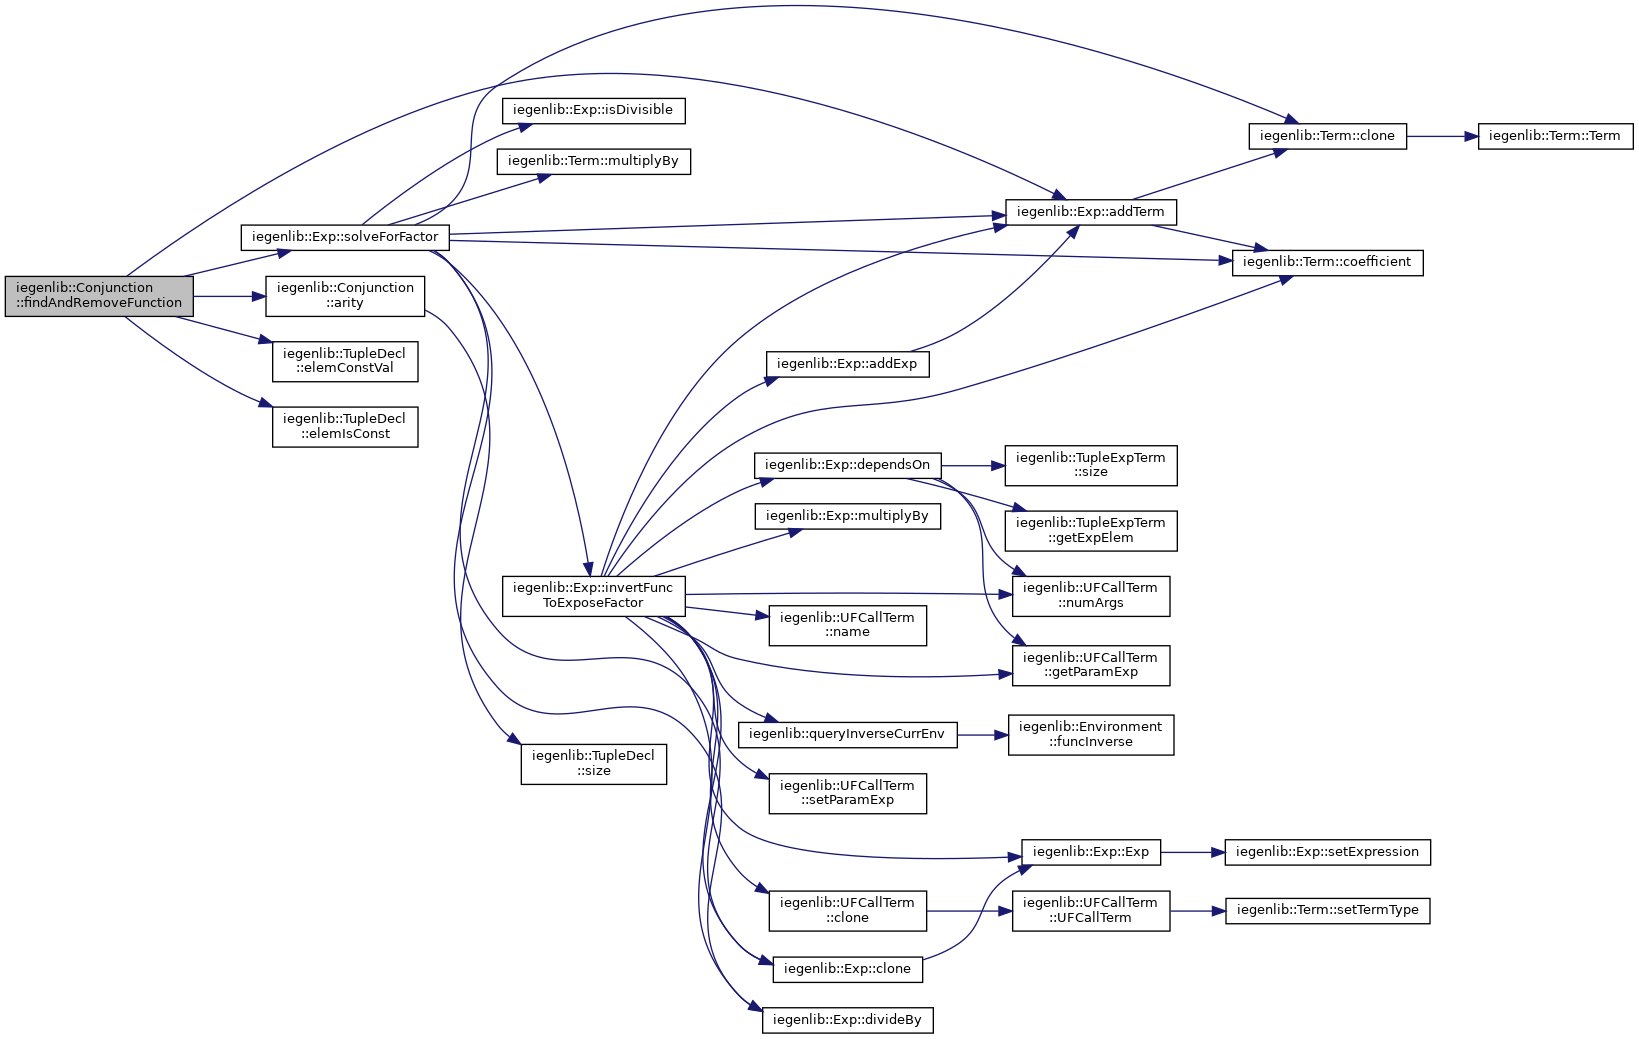 iegenlib::Conjunction
::findAndRemoveFunction
iegenlib::Exp::solveForFactor
iegenlib::Conjunction
::arity
iegenlib::TupleDecl
::elemConstVal
iegenlib::TupleDecl
::elemIsConst
iegenlib::Exp::isDivisible
iegenlib::Term::multiplyBy
iegenlib::Exp::invertFunc
ToExposeFactor
iegenlib::TupleDecl
::size
iegenlib::Exp::addExp
iegenlib::Exp::dependsOn
iegenlib::Exp::multiplyBy
iegenlib::UFCallTerm
::name
iegenlib::queryInverseCurrEnv
iegenlib::UFCallTerm
::setParamExp
iegenlib::UFCallTerm
::clone
iegenlib::Exp::clone
iegenlib::Exp::divideBy
iegenlib::Exp::addTerm
iegenlib::TupleExpTerm
::size
iegenlib::TupleExpTerm
::getExpElem
iegenlib::UFCallTerm
::numArgs
iegenlib::UFCallTerm
::getParamExp
iegenlib::Environment
::funcInverse
iegenlib::Exp::Exp
iegenlib::UFCallTerm
::UFCallTerm
iegenlib::Term::clone
iegenlib::Term::coefficient
iegenlib::Exp::setExpression
iegenlib::Term::setTermType
iegenlib::Term::Term